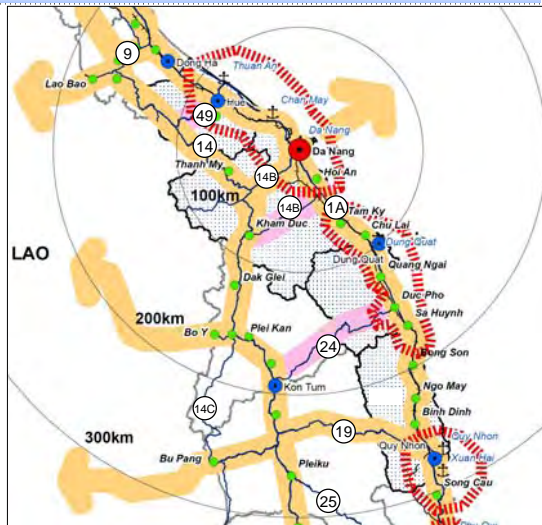 9
Dong Ha
Thuan An
Lao Bao
Hue
Chan May
49
Da Nang
14
Da Nang
Thanh My
14B
Hoi An
100km
14B
1A
Tam Ky
Kham Duc
Chu Lai
Dung Quat
LAO
Dung Quat
Quang Ngai
Dak Glei
Duc Pho
200km
Sa Huynh
Bo Y
Plei Kan
24
Bong Son
Kon Tum
Ngo May
14C
Binh Dinh
19
300km
Quy Nhon
Quy Nhon
Bu Pang
Xuan Hai
Pleiku
Song Cau
25